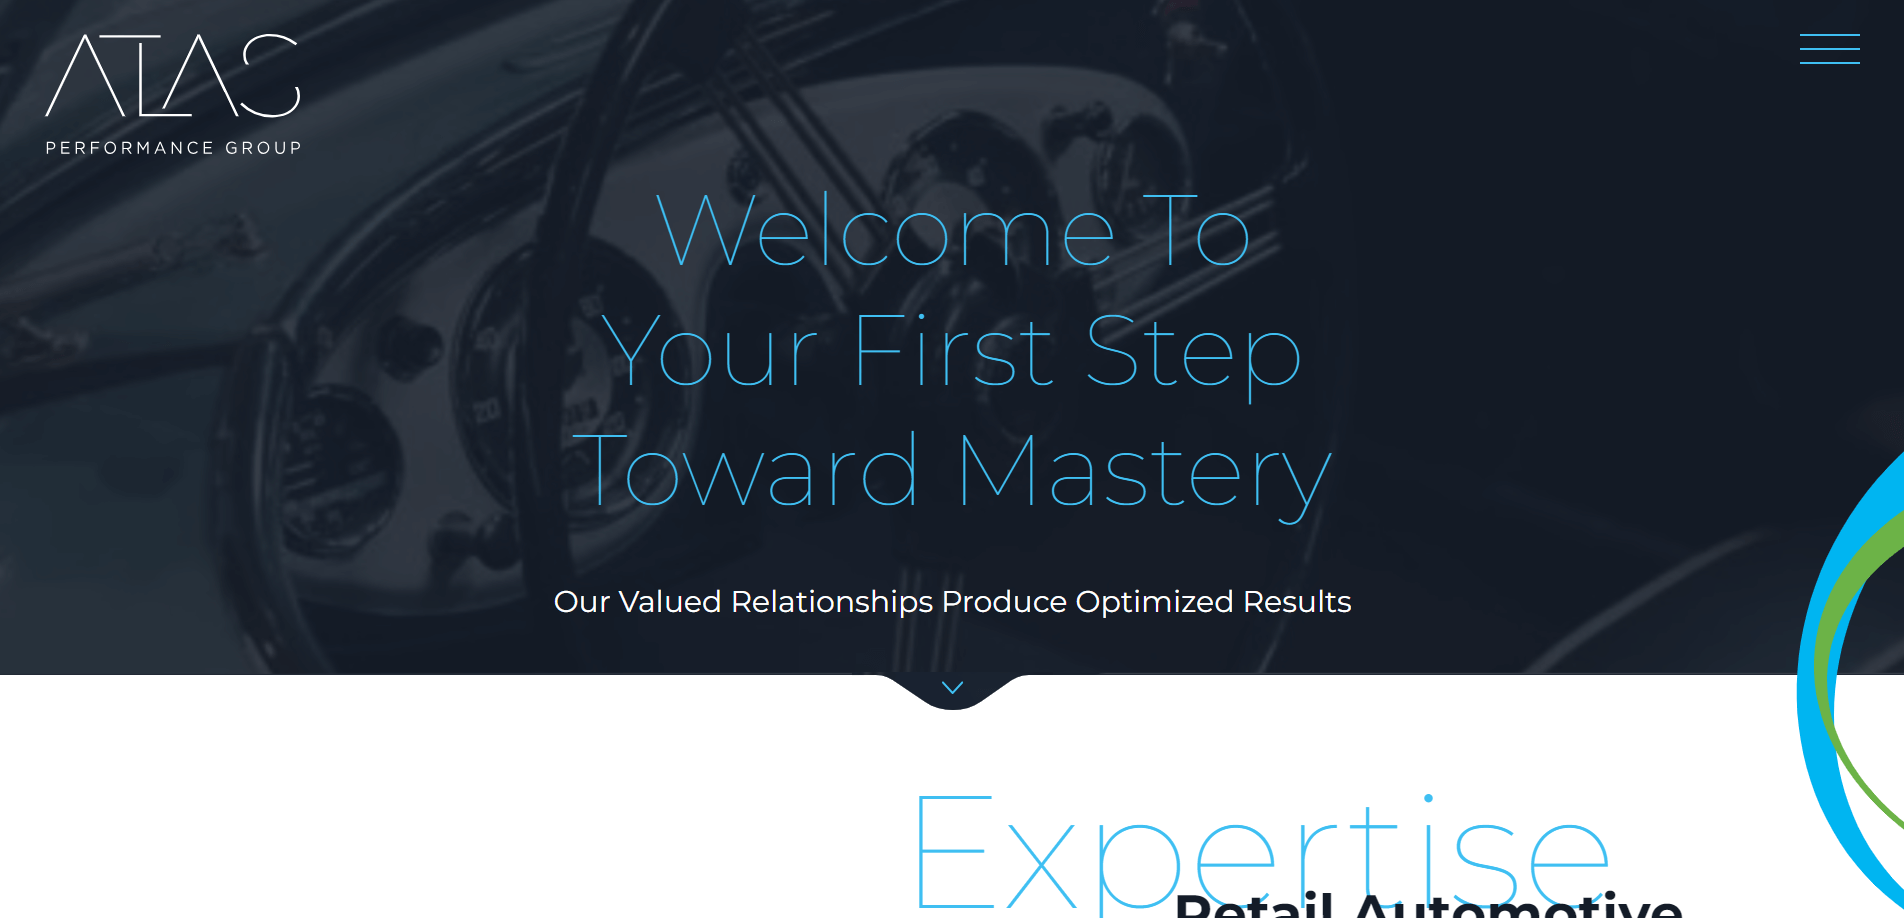 ATLAS
PERFORMANCE GROUP
Welcome To
Your First Step
Toward Mastery
Our Valued Relationships Produce Optimized Results
Expertise
Retail Automotive